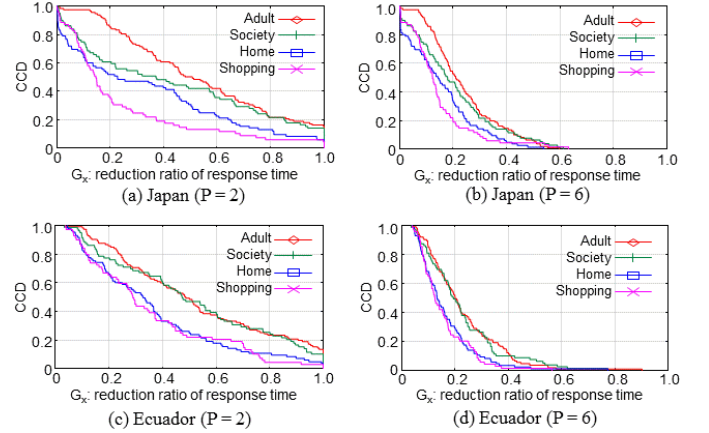 1.0
0.8
0.6
0.4
0.2
0
CCD
Adult
Society
Home
Shopping
0 0.2 0.4 0.6 0.8 1.0
Gx: reduction ratio of response time
(a) Japan (P = 2)
1.0
0.8
0.6
0.4
0.2
0
CCD
Adult
Society
Home
Shopping
0 0.2 0.4 0.6 0.8 1.0
Gx: reduction ratio of response time
(b) Japan (P = 6)
1.0
0.8
0.6
0.4
0.2
0
CCD
Adult
Society
Home
Shopping
0 0.2 0.4 0.6 0.8 1.0
Gx: reduction ratio of response time
(c) Ecuador (P = 2)
1.0
0.8
0.6
0.4
0.2
0
CCD
Adult
Society
Home
Shopping
0 0.2 0.4 0.6 0.8 1.0
Gx: reduction ratio of response time
(d) Ecuador (P = 6)